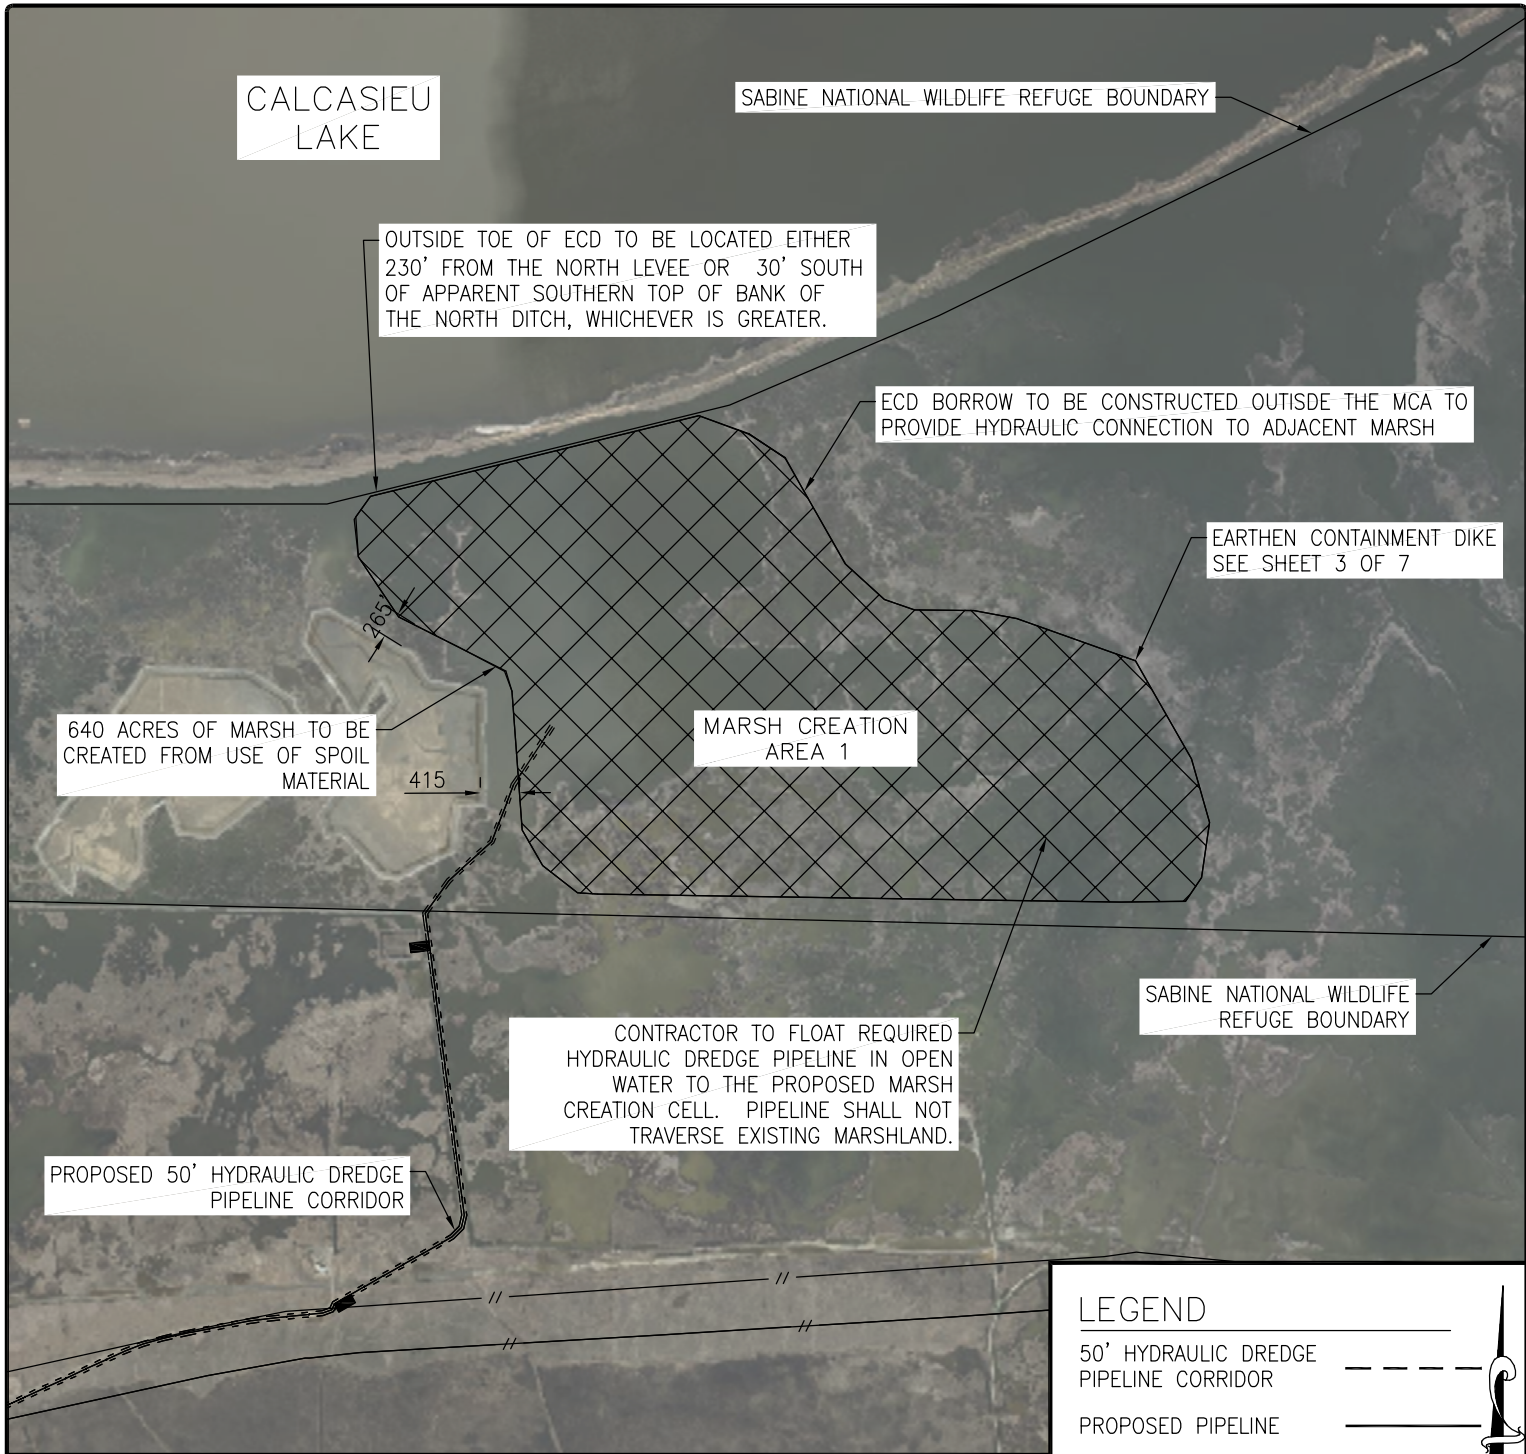 CALCASIEU
LAKE
SABINE NATIONAL WILDLIFE REFUGE BOUNDARY
OUTSIDE TOE OF ECD TO BE LOCATED EITHER
230' FROM THE NORTH LEVEE OR 30' SOUTH
OF APPARENT SOUTHERN TOP OF BANK OF
THE NORTH DITCH, WHICHEVER IS GREATER.
ECD BORROW TO BE CONSTRUCTED OUTISDE THE MCA TO
PROVIDE HYDRAULIC CONNECTION TO ADJACENT MARSH
EARTHEN CONTAINMENT DIKE
SEE SHEET 3 OF 7
265'
640 ACRES OF MARSH TO BE
CREATED FROM USE OF SPOIL
MATERIAL
415
MARSH CREATION
AREA 1
SABINE NATIONAL WILDLIFE
REFUGE BOUNDARY
CONTRACTOR TO FLOAT REQUIRED
HYDRAULIC DREDGE PIPELINE IN OPEN
WATER TO THE PROPOSED MARSH
CREATION CELL. PIPELINE SHALL NOT
TRAVERSE EXISTING MARSHLAND.
PROPOSED 50' HYDRAULIC DREDGE
PIPELINE CORRIDOR
LEGEND
50' HYDRAULIC DREDGE
PIPELINE CORRIDOR
PROPOSED PIPELINE